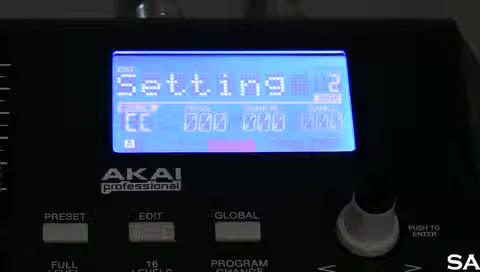 EDIT
Setting 2
CC 000 000 000
A
AKAI
professional
PRESET EDIT GLOBAL
PUSH TO
ENTER
FULL
LEVEL
16
LEVELS
PROGRAM
CHANGE
< >
SA